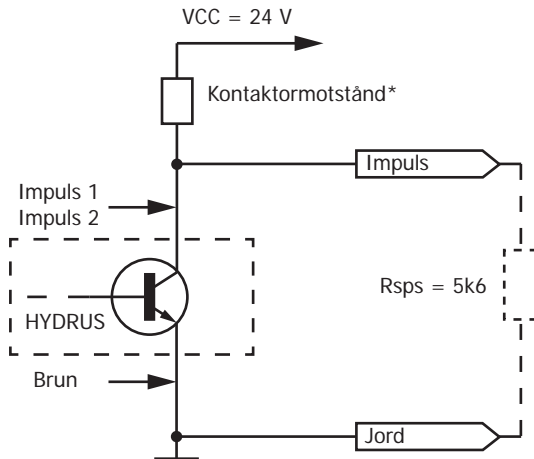 VCC = 24 V
Kontaktormotstånd*
Impuls
Impuls 1
Impuls 2
Rsps = 5k6
HYDRUS
Brun
Jord